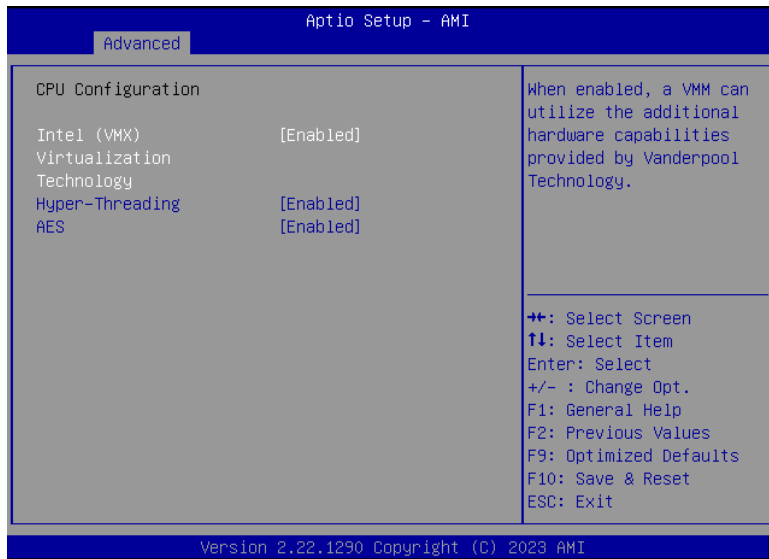 Aptio Setup – AMI
Advanced
CPU Configuration
Intel (VMX) [Enabled]
Virtualization
Technology
Hyper-Threading [Enabled]
AES [Enabled]
When enabled, a VMM can
utilize the additional
hardware capabilities
provided by Vanderpool
Technology.
→←: Select Screen
↑↓: Select Item
Enter: Select
+/- : Change Opt.
F1: General Help
F2: Previous Values
F9: Optimized Defaults
F10: Save & Reset
ESC: Exit
Version 2.22.1290 Copyright (C) 2023 AMI